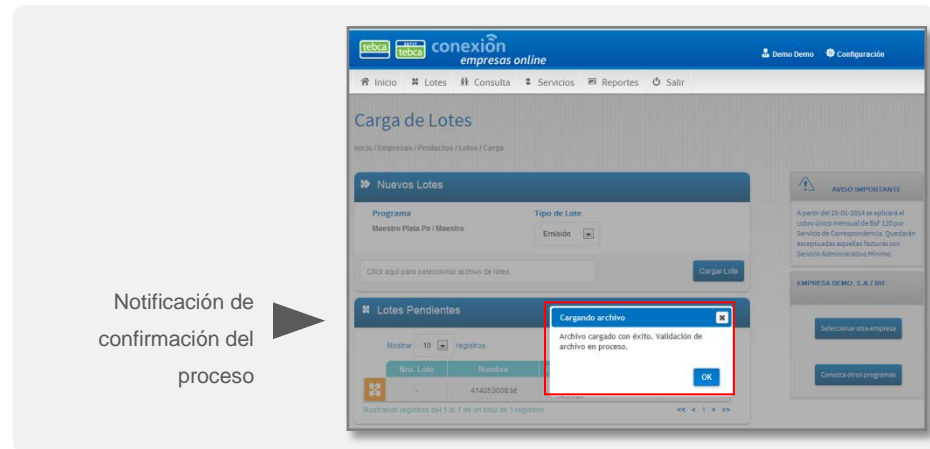 tebca
tebca
conexión
empresas online
Demo Demo
Configuración
Inicio
Lotes
Consulta
Servicios
Reportes
Salir
Carga de Lotes
Inicio / Empresas / Productos / Lotes / Carga
Nuevos Lotes
Programa
Tipo de Lote
Maestro Plata Pe / Maestro
Emisión
Click aquí para seleccionar archivo de lotes.
Cargar Lote
AVISO IMPORTANTE
A partir del 15-01-2014 se aplicará el
cobro único mensual de BsF 120 por
Servicio de Correspondencia. Quedarán
exceptuadas aquellas facturas con
Servicio Administrativo Mínimo.
EMPRESA DEMO, S.A / RIF
Seleccionar otra empresa
Conozca otros programas
Notificación de
confirmación del
proceso
Lotes Pendientes
Mostrar 10 registros
Nro. Lote
Nombre
-
414053008.txt
Mostrando registros del 1 al 1 de un total de 1 registros
<< < 1 > >>
Cargando archivo
Archivo cargado con éxito. Validación de
archivo en proceso.
OK